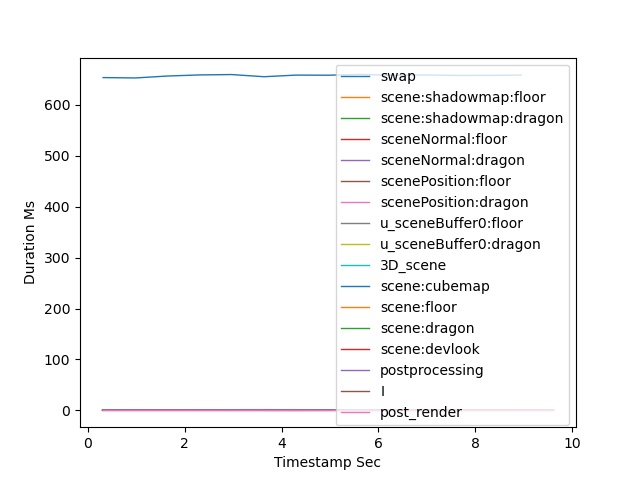 600
500
400
300
200
100
0
Duration Ms
swap
scene:shadowmap:floor
scene:shadowmap:dragon
sceneNormal:floor
sceneNormal:dragon
scenePosition:floor
scenePosition:dragon
u_sceneBuffer0:floor
u_sceneBuffer0:dragon
3D_scene
scene:cubemap
scene:floor
scene:dragon
scene:devlook
postprocessing
I
post_render
0 2 4 6 8 10
Timestamp Sec